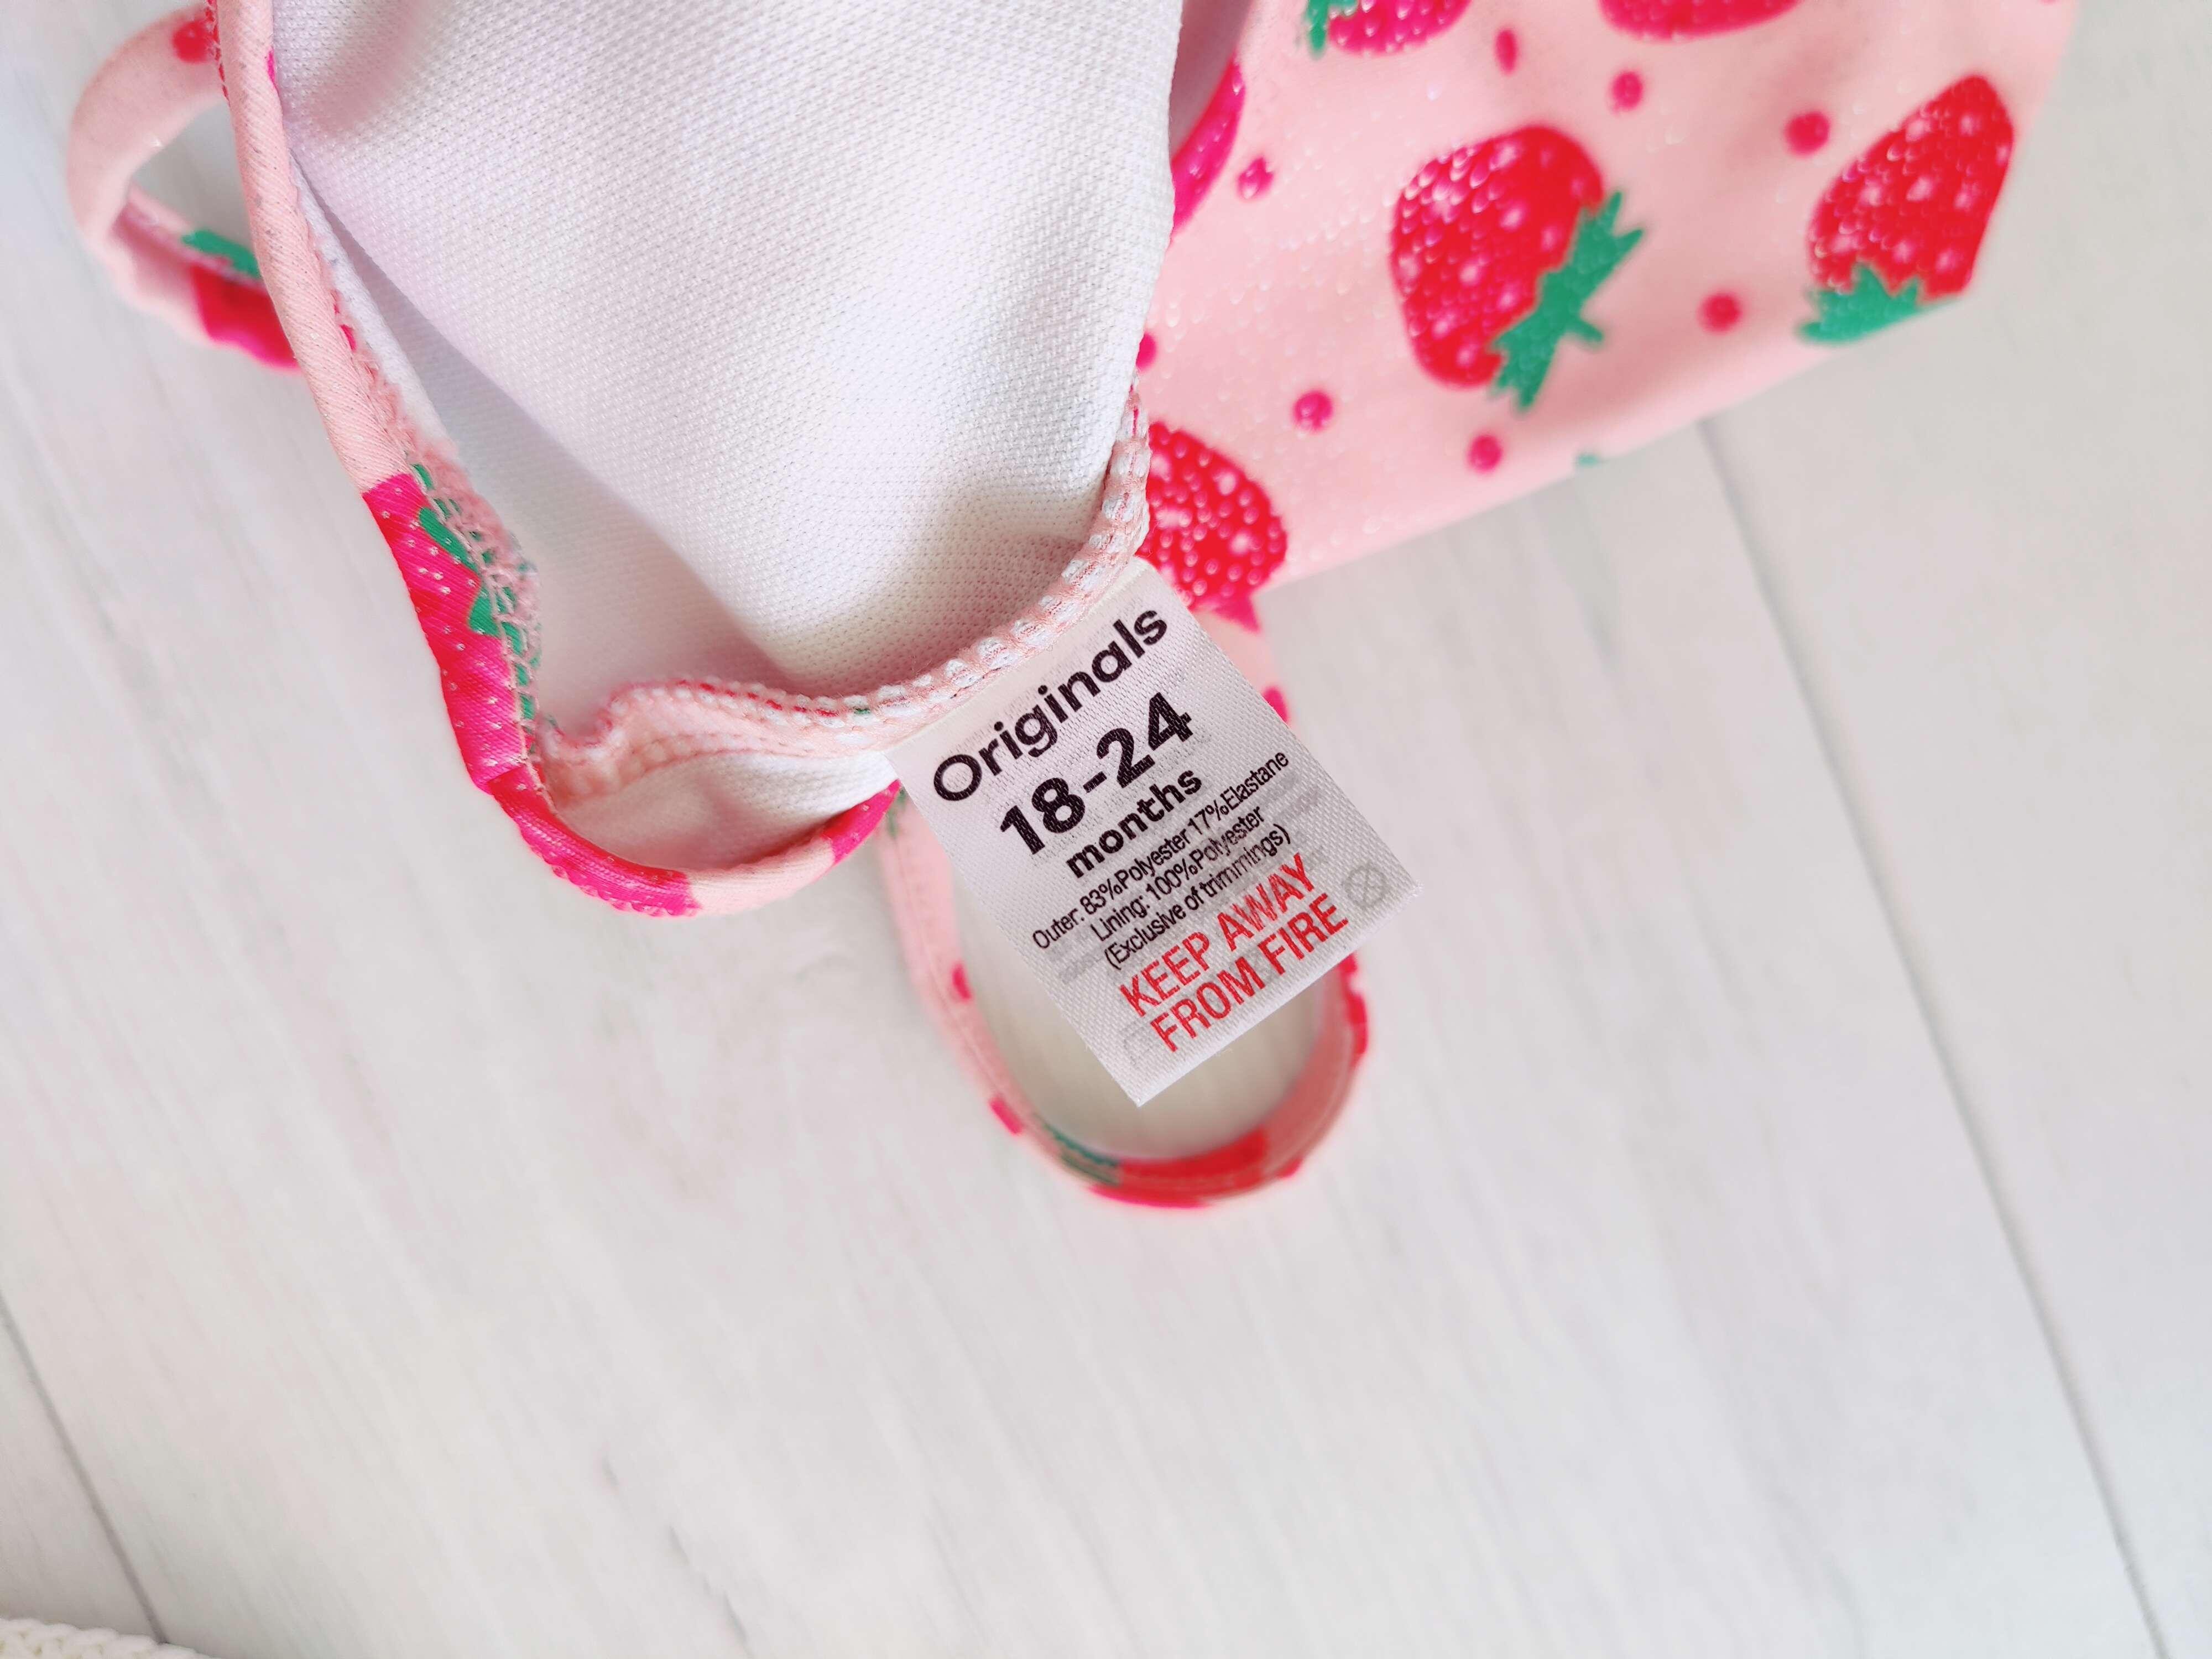 Originals
18-24
months
Outer: 83%Polyester 17%Elastane
Lining: 100%Polyester
(Exclusive of trimmings)
KEEP AWAY
FROM FIRE